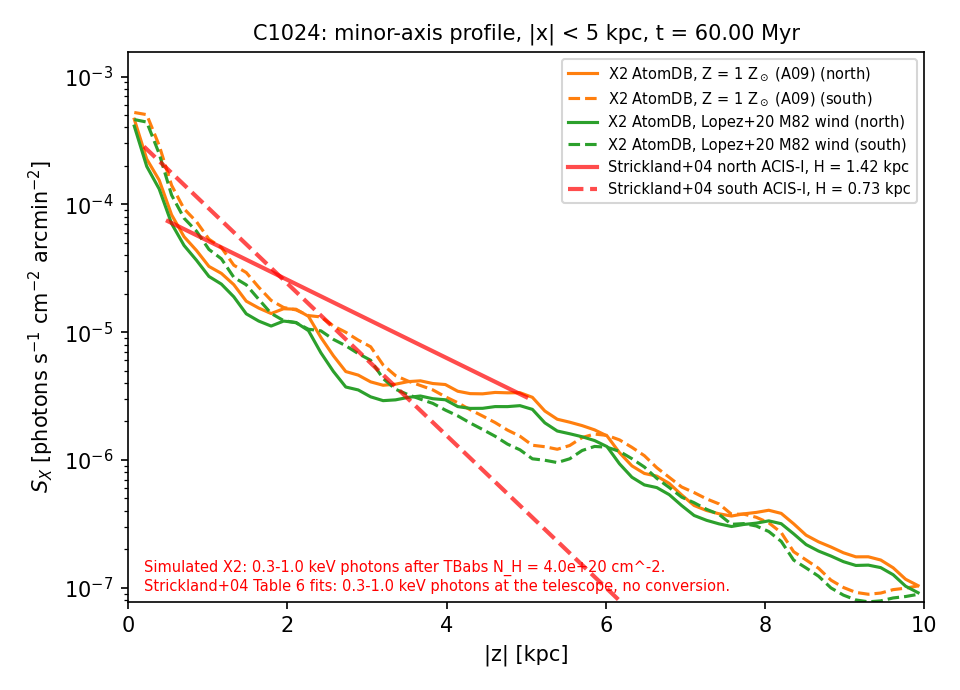 C1024: minor-axis profile, |x| < 5 kpc, t = 60.00 Myr
X2 AtomDB, Z = 1 Z⊙ (A09) (north)
X2 AtomDB, Z = 1 Z⊙ (A09) (south)
X2 AtomDB, Lopez+20 M82 wind (north)
X2 AtomDB, Lopez+20 M82 wind (south)
Strickland+04 north ACIS-I, H = 1.42 kpc
Strickland+04 south ACIS-I, H = 0.73 kpc
10⁻³
10⁻⁴
10⁻⁵
10⁻⁶
10⁻⁷
S_X [photons s⁻¹ cm⁻² arcmin⁻²]
Simulated X2: 0.3-1.0 keV photons after TBabs N_H = 4.0e+20 cm^-2.
Strickland+04 Table 6 fits: 0.3-1.0 keV photons at the telescope, no conversion.
0 2 4 6 8 10
|z| [kpc]